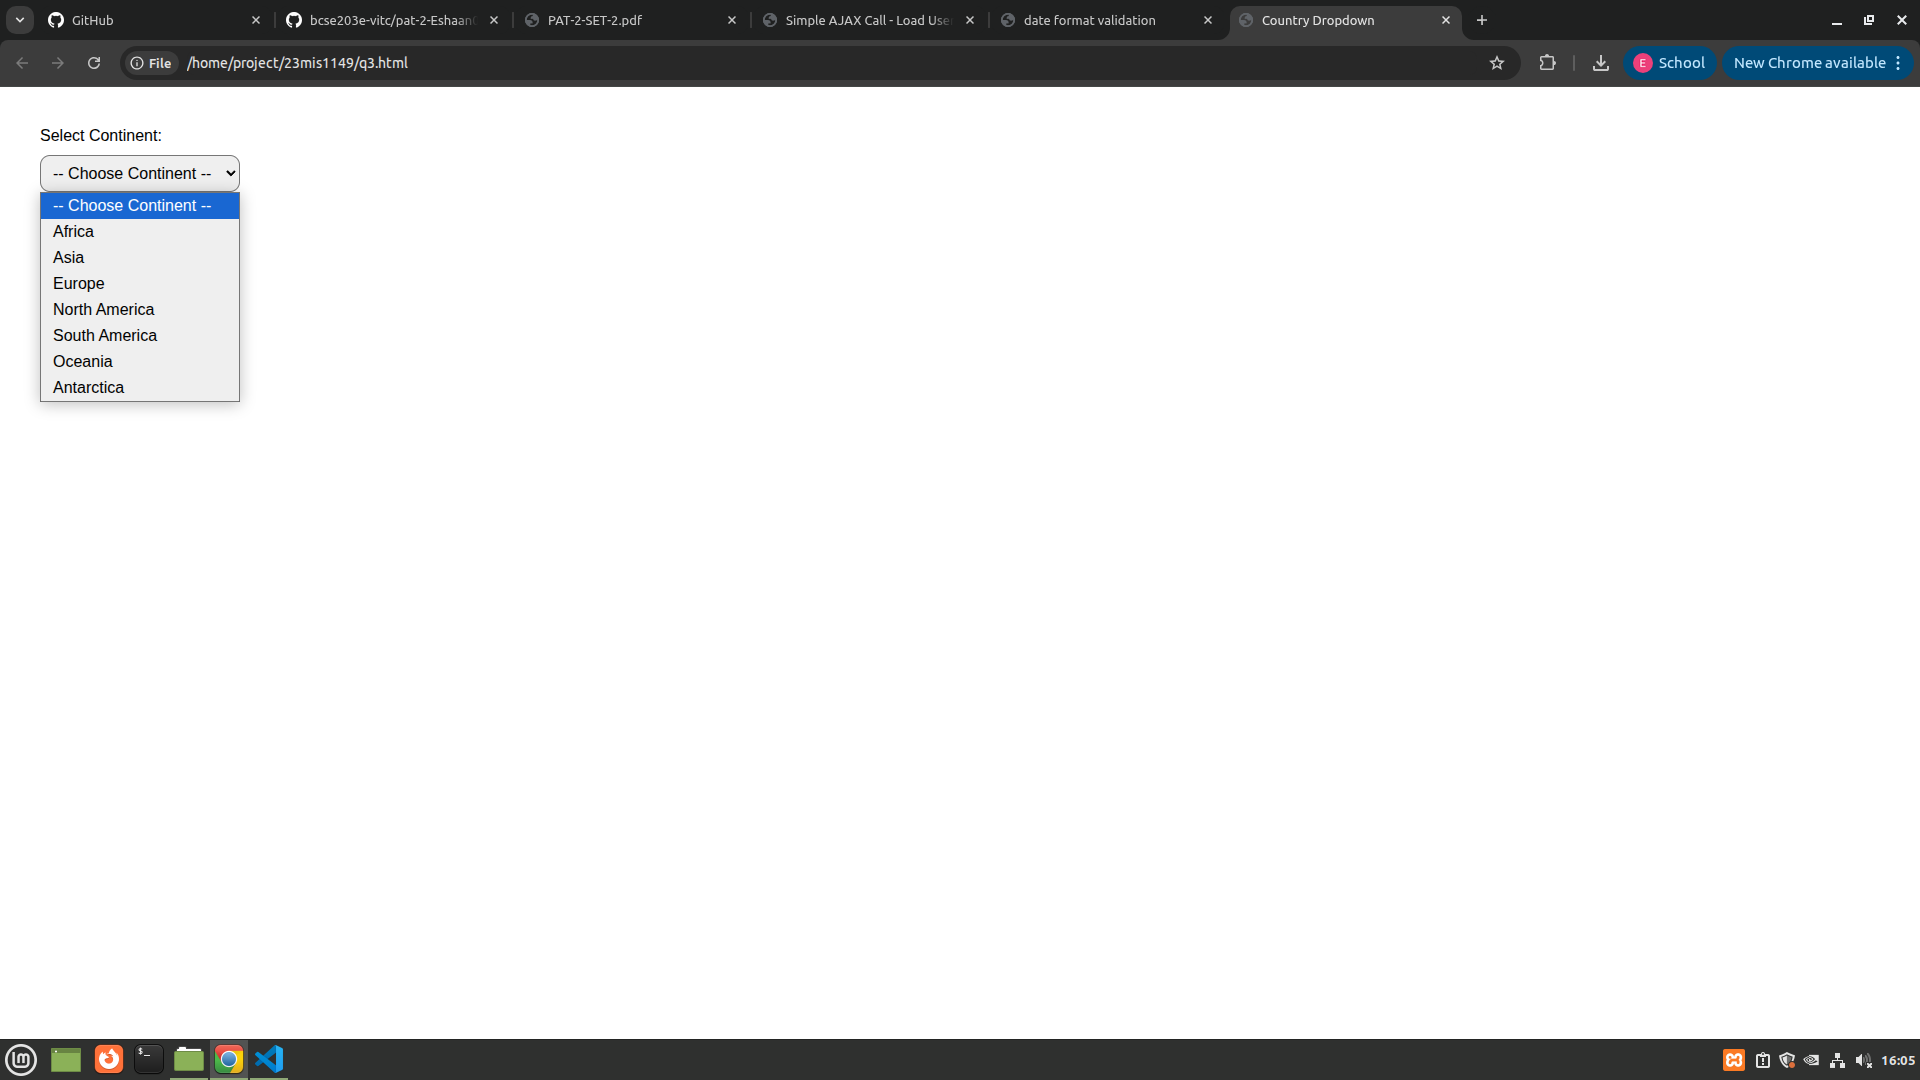 GitHub
bcse203e-vitc/pat-2-Eshaan
PAT-2-SET-2.pdf
Simple AJAX Call - Load Use
date format validation
Country Dropdown
File
/home/project/23mis1149/q3.html
E
School
New Chrome available
Select Continent:
-- Choose Continent --
-- Choose Continent --
Africa
Asia
Europe
North America
South America
Oceania
Antarctica
$_
16:05